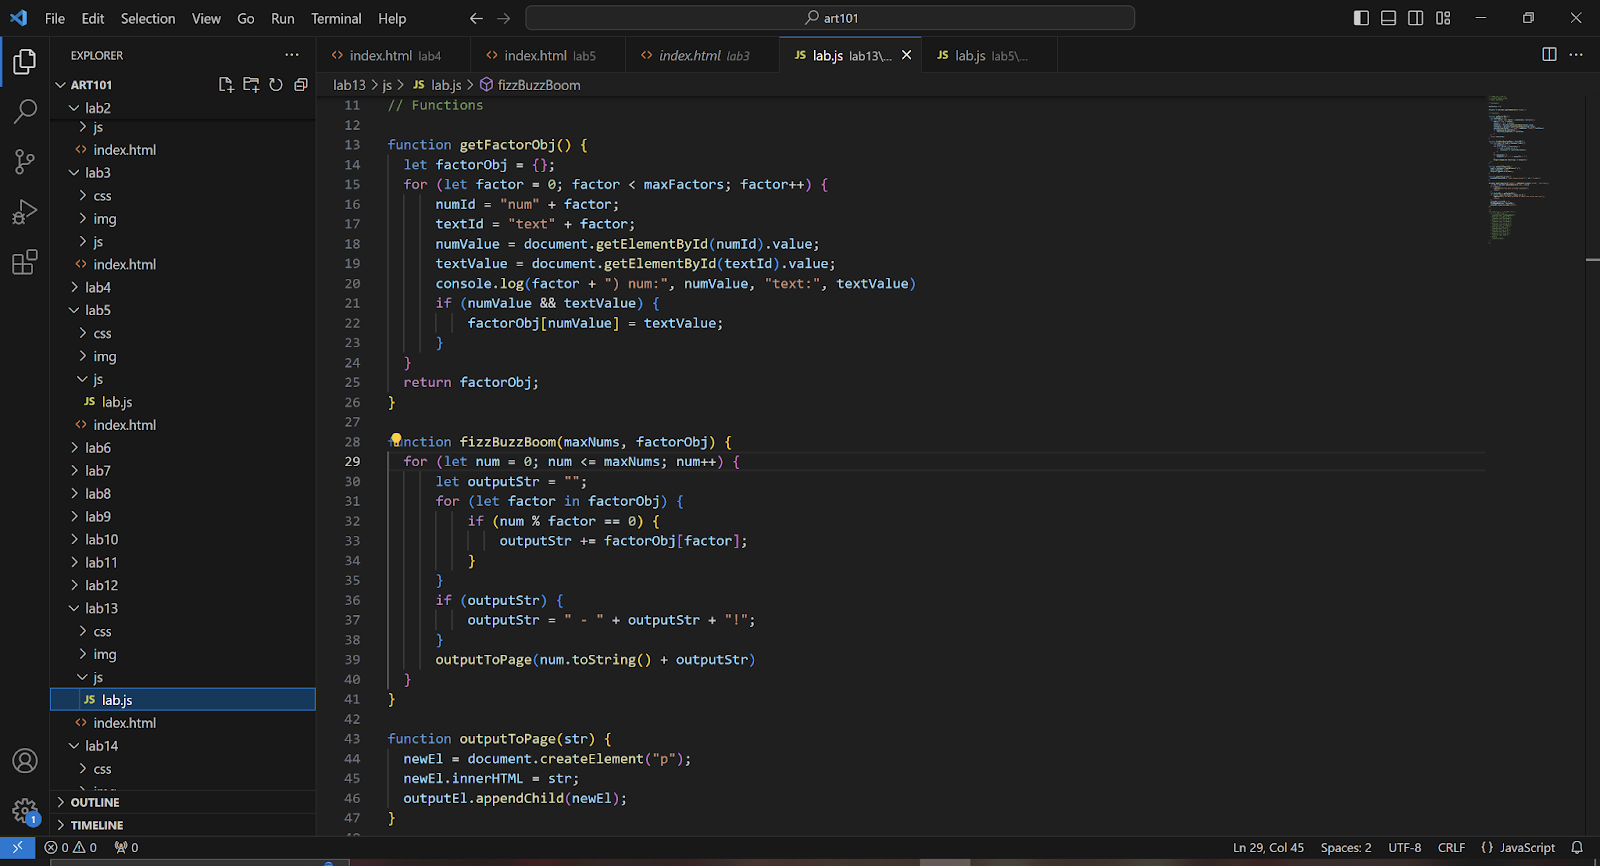 File Edit Selection View Go Run Terminal Help
art101
EXPLORER
index.html lab4
index.html lab5
index.html lab3
JS lab.js lab13\...
JS lab.js lab5\...
ART101
lab13 > js > JS lab.js > fizzBuzzBoom
lab2
js
index.html
lab3
css
img
js
index.html
lab4
lab5
css
img
js
JS lab.js
index.html
lab6
lab7
lab8
lab9
lab10
lab11
lab12
lab13
css
img
js
JS lab.js
index.html
lab14
css
OUTLINE
TIMELINE
11 // Functions
12
13 function getFactorObj() {
14 let factorObj = {};
15 for (let factor = 0; factor < maxFactors; factor++) {
16 numId = "num" + factor;
17 textId = "text" + factor;
18 numValue = document.getElementById(numId).value;
19 textValue = document.getElementById(textId).value;
20 console.log(factor + ") num:", numValue, "text:", textValue)
21 if (numValue && textValue) {
22 factorObj[numValue] = textValue;
23 }
24 }
25 return factorObj;
26 }
27
28 function fizzBuzzBoom(maxNums, factorObj) {
29 for (let num = 0; num <= maxNums; num++) {
30 let outputStr = "";
31 for (let factor in factorObj) {
32 if (num % factor == 0) {
33 outputStr += factorObj[factor];
34 }
35 }
36 if (outputStr) {
37 outputStr = " - " + outputStr + "!";
38 }
39 outputToPage(num.toString() + outputStr)
40 }
41 }
42
43 function outputToPage(str) {
44 newEl = document.createElement("p");
45 newEl.innerHTML = str;
46 outputEl.appendChild(newEl);
47 }
1
0 0 0
Ln 29, Col 45 Spaces: 2 UTF-8 CRLF {} JavaScript